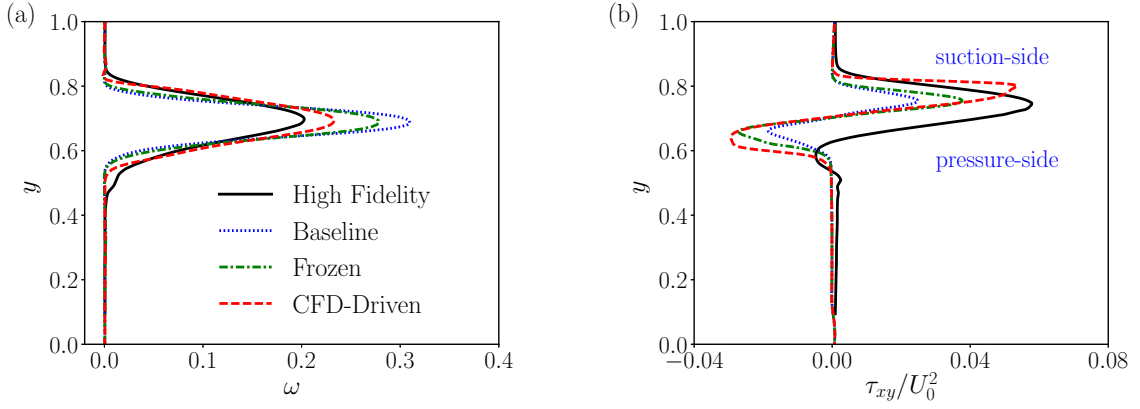 (a)
1.0
0.8
0.6
0.4
0.2
0.0
y
0.0
0.1
0.2
0.3
0.4
ω
High Fidelity
Baseline
Frozen
CFD-Driven
(b)
1.0
0.8
0.6
0.4
0.2
0.0
y
suction-side
pressure-side
−0.04
0.00
0.04
0.08
τxy/U₀²